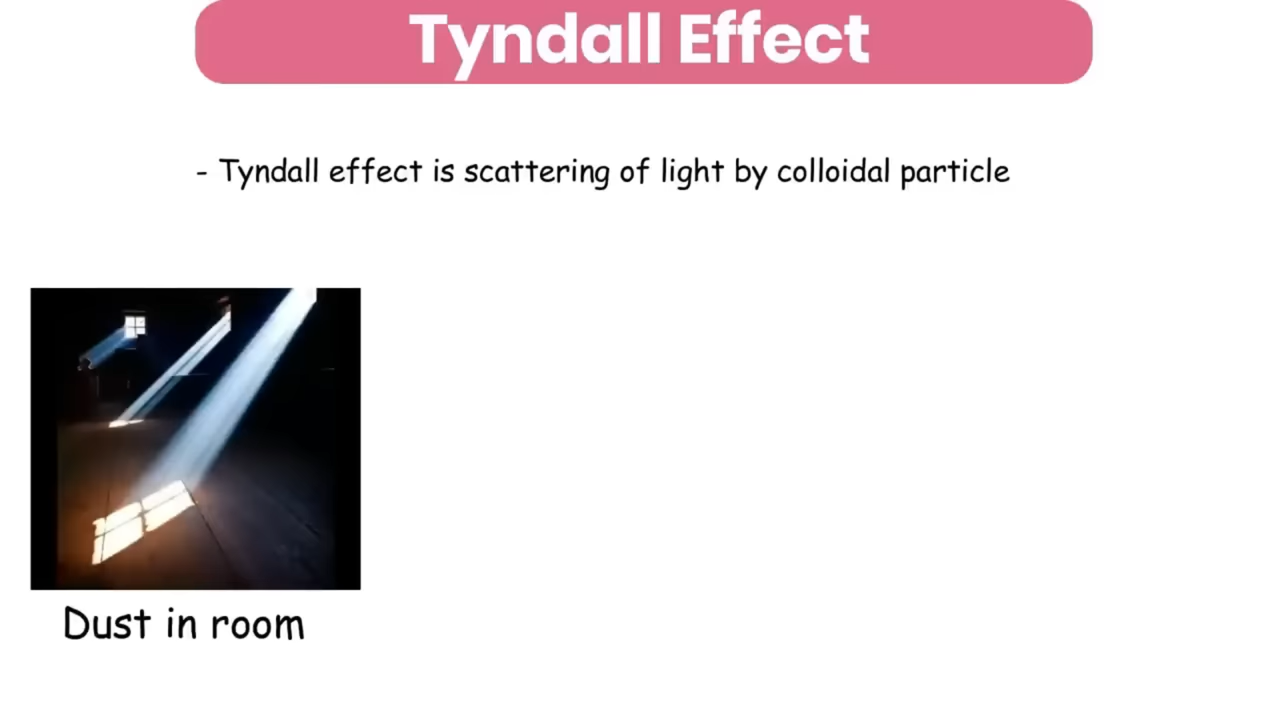 Tyndall Effect
- Tyndall effect is scattering of light by colloidal particle
Dust in room